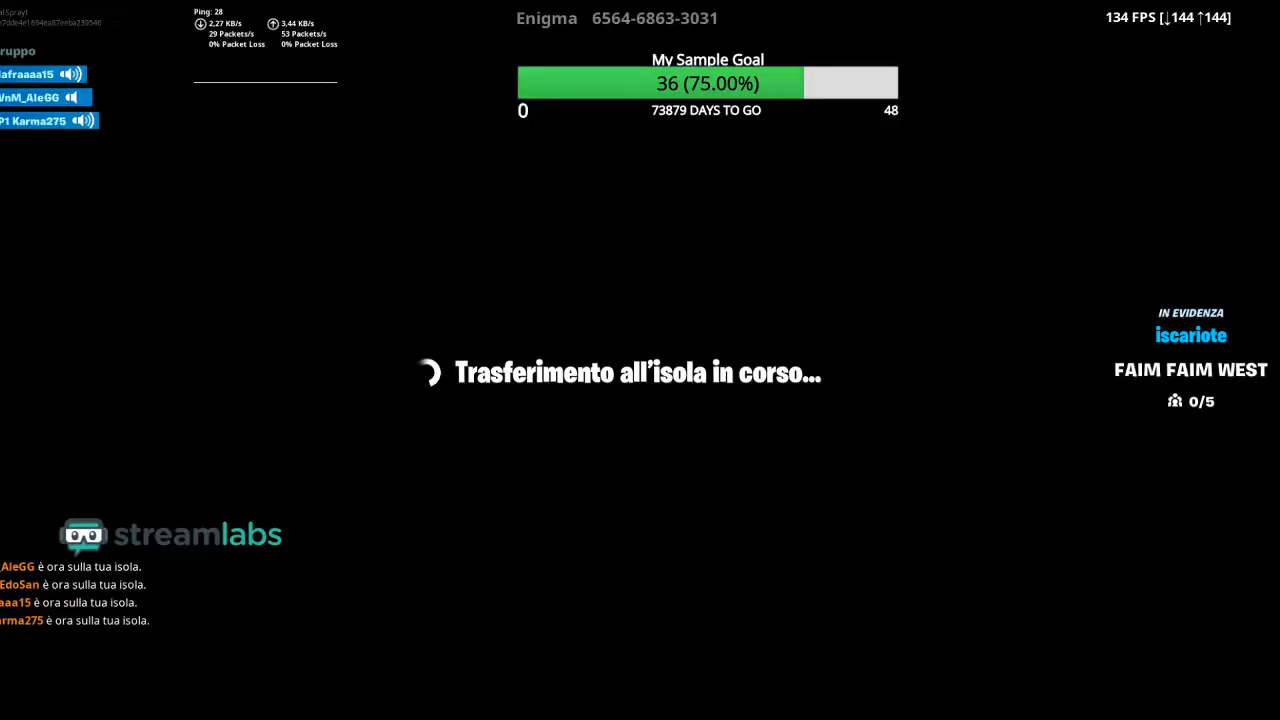 Ping: 28
2,27 KB/s
3,44 KB/s
29 Packets/s
53 Packets/s
0% Packet Loss
0% Packet Loss
Enigma 6564-6863-3031
134 FPS [↓144 ↑144]
ruppo
afraaaa15
VnM_AleGG
P1 Karma275
My Sample Goal
36 (75.00%)
0
73879 DAYS TO GO
48
IN EVIDENZA
iscariote
FAIM FAIM WEST
0/5
Trasferimento all'isola in corso...
streamlabs
_AleGG è ora sulla tua isola.
EdoSan è ora sulla tua isola.
aaa15 è ora sulla tua isola.
arma275 è ora sulla tua isola.